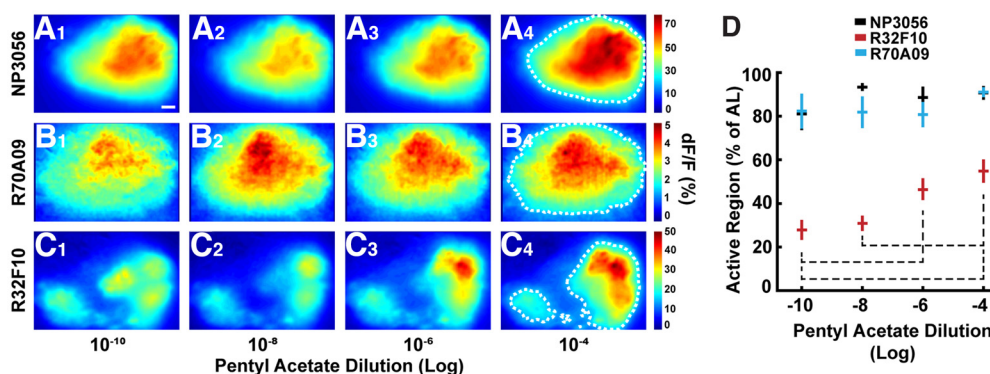 A1 A2 A3 A4
NP3056
70
60
50
40
30
20
10
0
B1 B2 B3 B4
R70A09
5
4
3
2
1
0
dF/F (%)
C1 C2 C3 C4
R32F10
50
40
30
20
10
0
10-10 10-8 10-6 10-4
Pentyl Acetate Dilution (Log)
D
NP3056
R32F10
R70A09
Active Region (% of AL)
100
80
60
40
20
0
-10 -8 -6 -4
Pentyl Acetate Dilution
(Log)